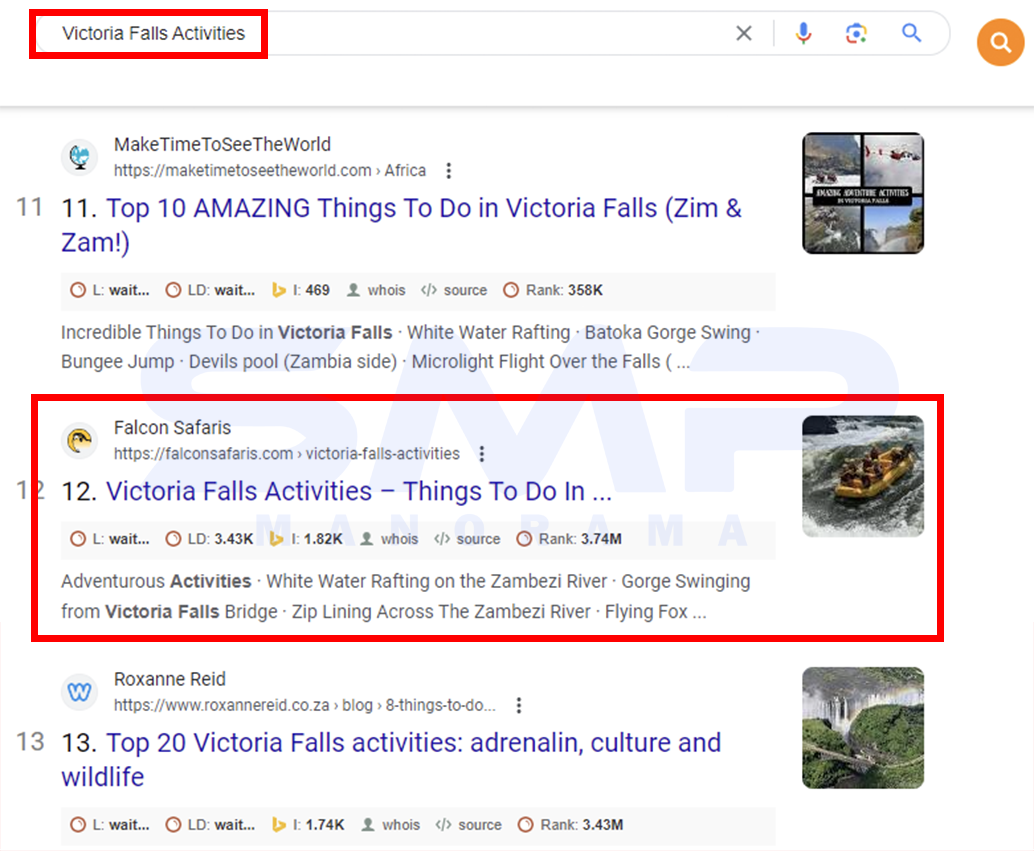 Victoria Falls Activities
MakeTimeToSeeTheWorld
https://maketimetoseetheworld.com › Africa
11 11. Top 10 AMAZING Things To Do in Victoria Falls (Zim &
Zam!)
AMAZING ADVENTURE ACTIVITIES
IN VICTORIA FALLS
L: wait... LD: wait... I: 469 whois </> source Rank: 358K
Incredible Things To Do in Victoria Falls · White Water Rafting · Batoka Gorge Swing ·
Bungee Jump · Devils pool (Zambia side) · Microlight Flight Over the Falls ( ...
SMP
Falcon Safaris
https://falconsafaris.com › victoria-falls-activities
12 12. Victoria Falls Activities – Things To Do In ...
MANORAMA
L: wait... LD: 3.43K I: 1.82K whois </> source Rank: 3.74M
Adventurous Activities · White Water Rafting on the Zambezi River · Gorge Swinging
from Victoria Falls Bridge · Zip Lining Across The Zambezi River · Flying Fox ...
Roxanne Reid
https://www.roxannereid.co.za › blog › 8-things-to-do...
13 13. Top 20 Victoria Falls activities: adrenalin, culture and
wildlife
L: wait... LD: wait... I: 1.74K whois </> source Rank: 3.43M